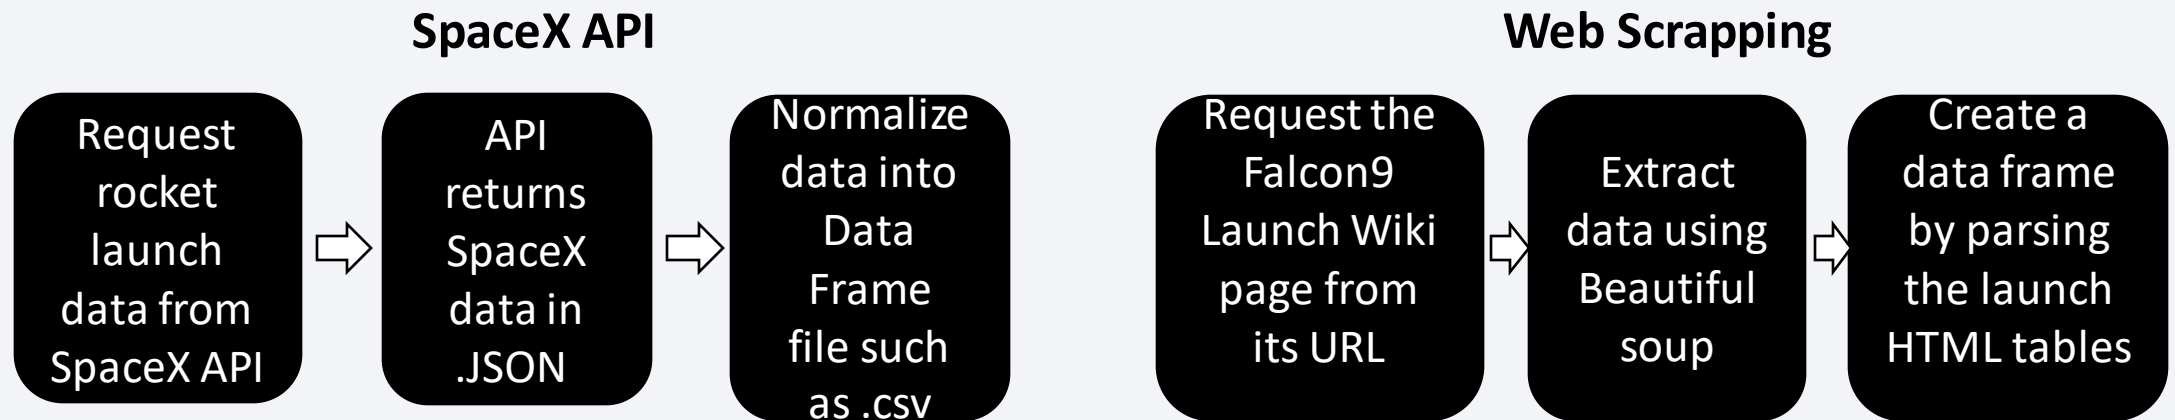 SpaceX API
Request
rocket
launch
data from
SpaceX API
API
returns
SpaceX
data in
.JSON
Normalize
data into
Data
Frame
file such
as .csv
Web Scrapping
Request the
Falcon9
Launch Wiki
page from
its URL
Extract
data using
Beautiful
soup
Create a
data frame
by parsing
the launch
HTML tables